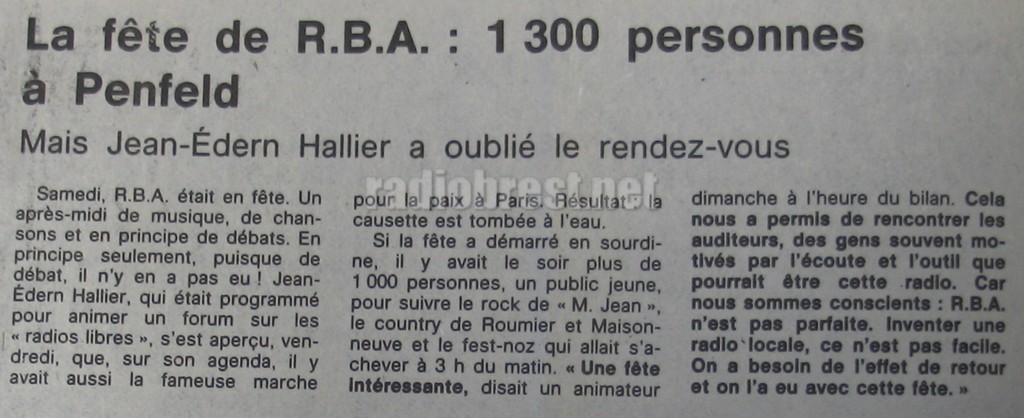 La fête de R.B.A. : 1 300 personnes
à Penfeld
Mais Jean-Édern Hallier a oublié le rendez-vous
radiobrest.net
Samedi, R.B.A. était en fête. Un
après-midi de musique, de chan-
sons et en principe de débats. En
principe seulement, puisque de
débat, il n'y en a pas eu ! Jean-
Édern Hallier, qui était programmé
pour animer un forum sur les
« radios libres », s'est aperçu, ven-
dredi, que, sur son agenda, il y
avait aussi la fameuse marche
pour la paix à Paris. Résultat : la
causette est tombée à l'eau.
Si la fête a démarré en sourdi-
ne, il y avait le soir plus de
1 000 personnes, un public jeune,
pour suivre le rock de « M. Jean »,
le country de Roumier et Maison-
neuve et le fest-noz qui allait s'a-
chever à 3 h du matin. « Une fête
intéressante, disait un animateur
dimanche à l'heure du bilan. Cela
nous a permis de rencontrer les
auditeurs, des gens souvent mo-
tivés par l'écoute et l'outil que
pourrait être cette radio. Car
nous sommes conscients : R.B.A.
n'est pas parfaite. Inventer une
radio locale, ce n'est pas facile.
On a besoin de l'effet de retour
et on l'a eu avec cette fête. »